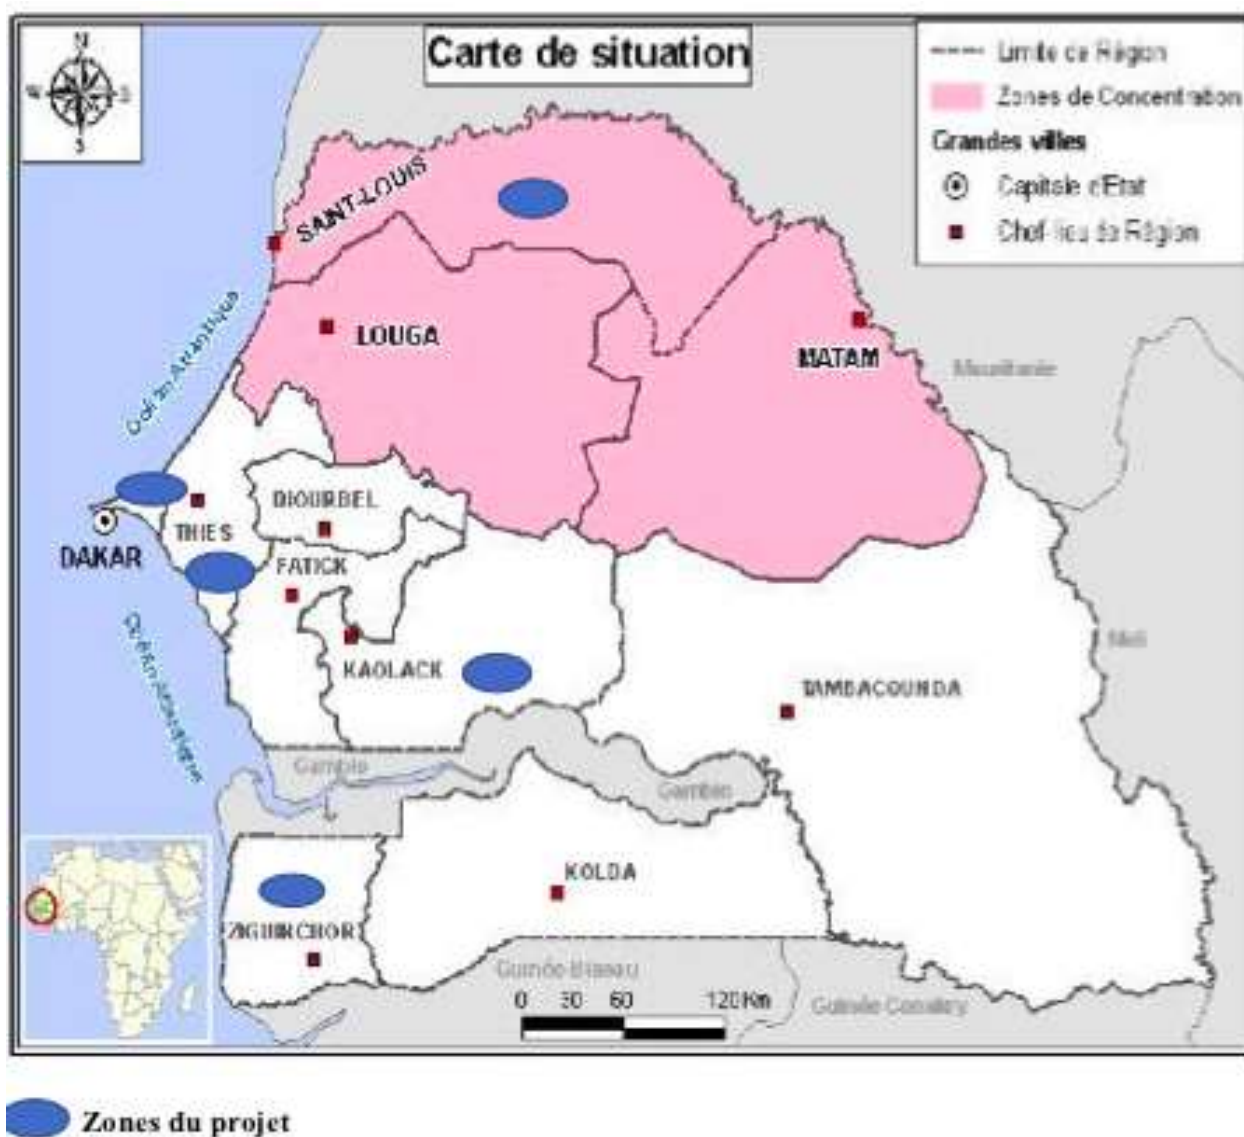 Carte de situation
N
W
S
S
Limite de Région
Zones de Concentration
Grandes villes
Capitale d'Etat
Chef-lieu de Région
SAINT-LOUIS
LOUGA
MATAM
Mauritanie
Océan Atlantique
DIOURBEL
THIES
DAKAR
FATICK
KAOLACK
TAMBACOUNDA
Mali
Océan Atlantique
Gambie
Gambie
KOLDA
ZIGUINCHOR
Guinée-Bissau
Guinée-Conakry
0 30 60 120 Km
Zones du projet